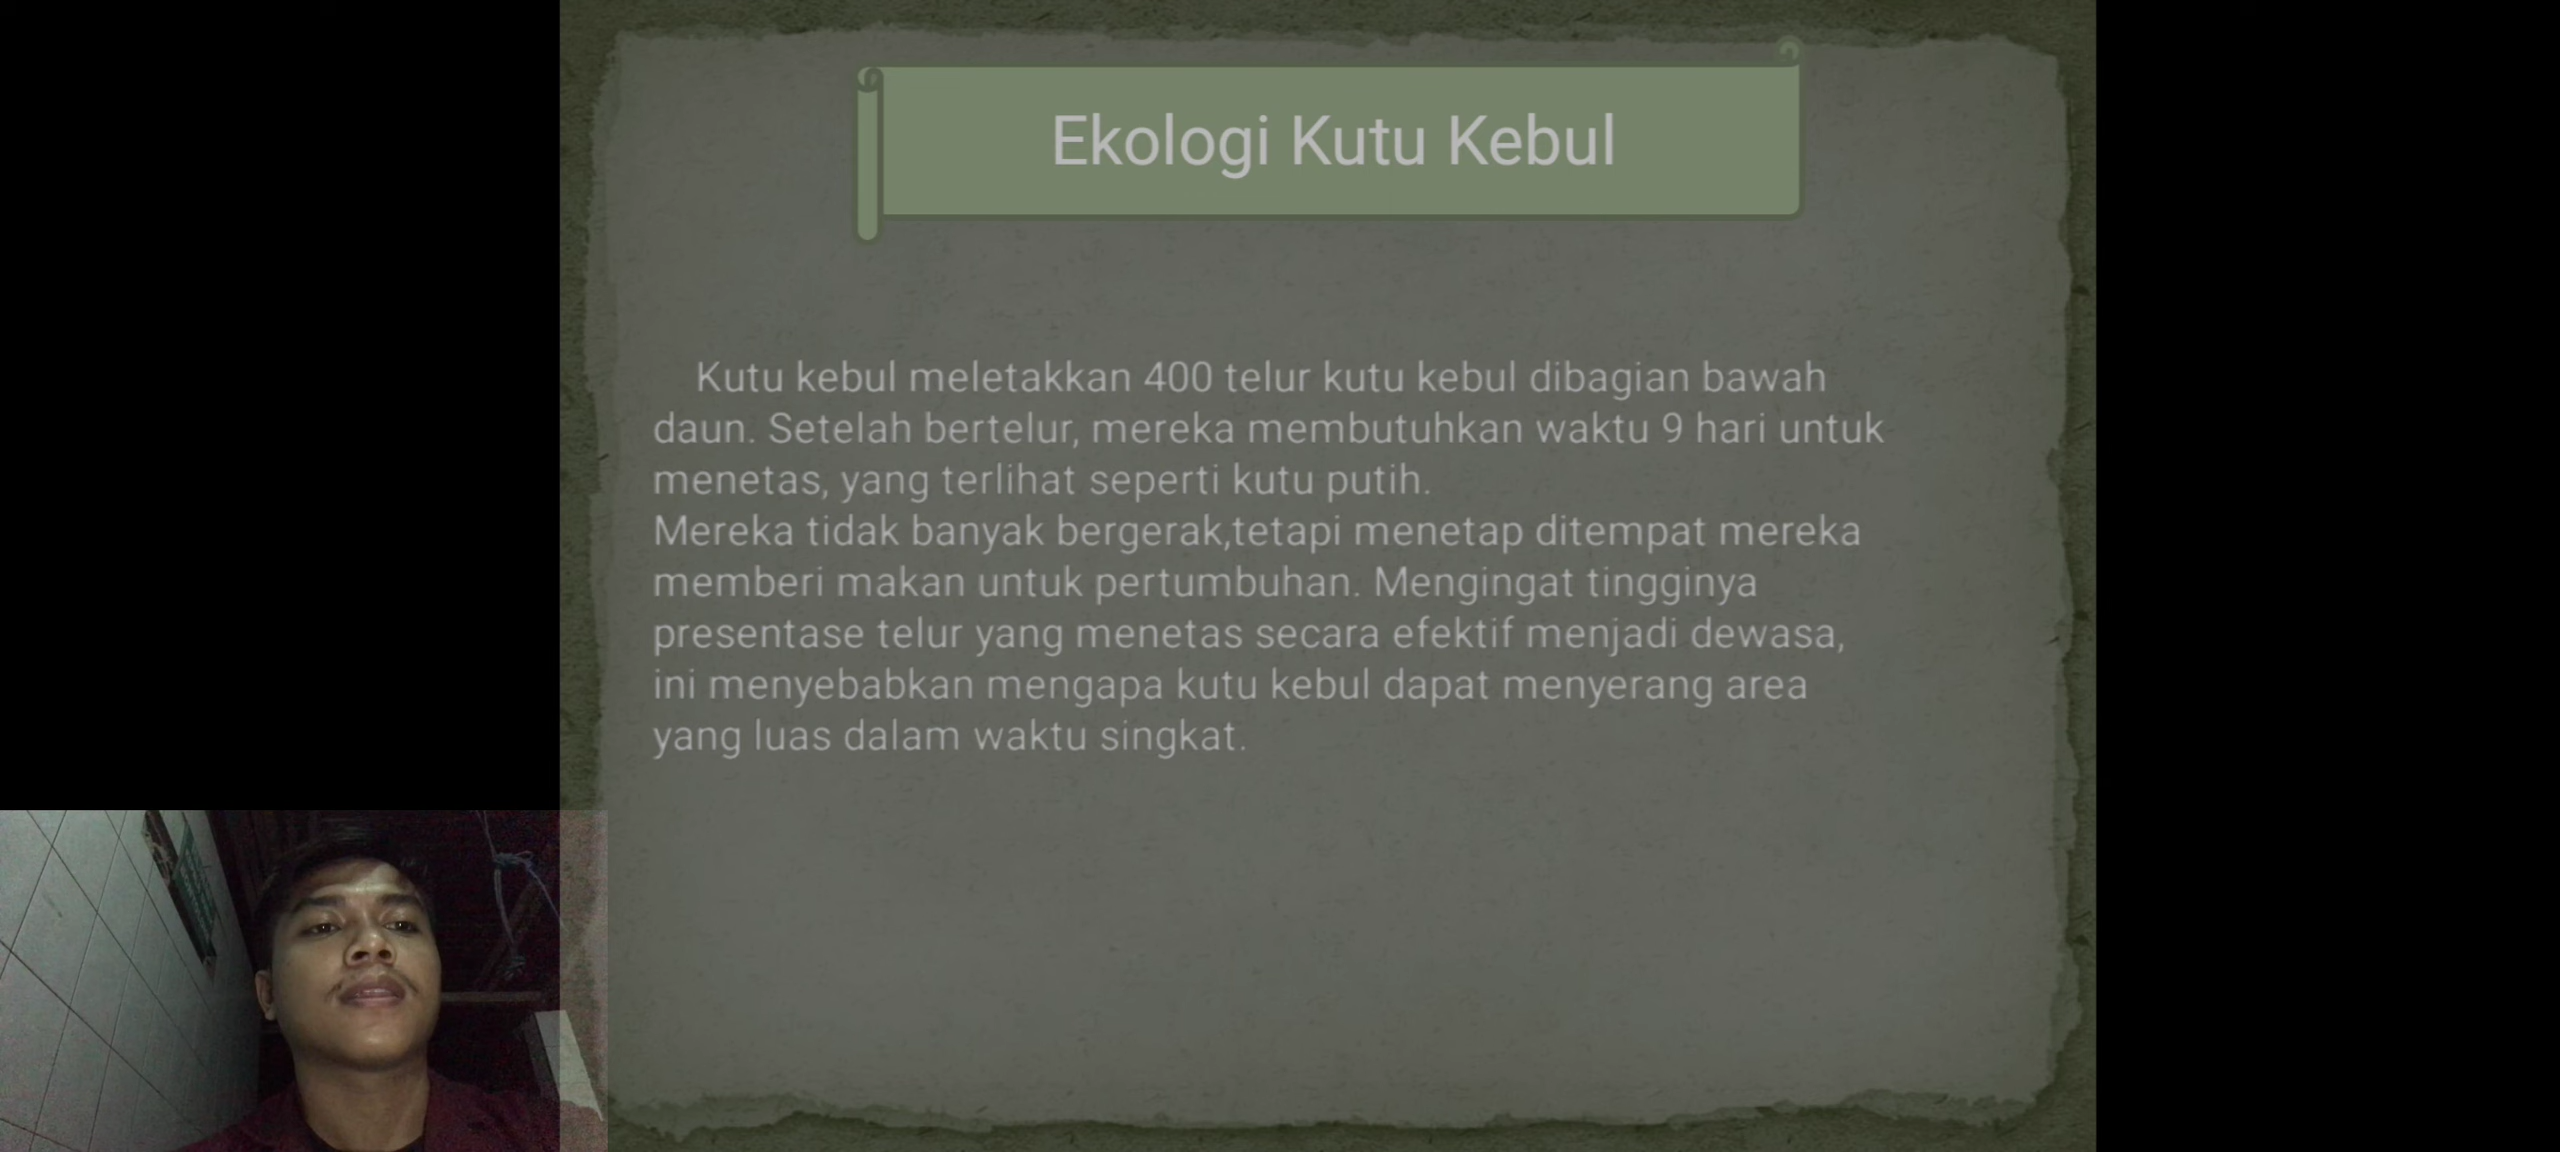 Ekologi Kutu Kebul
Kutu kebul meletakkan 400 telur kutu kebul dibagian bawah
daun. Setelah bertelur, mereka membutuhkan waktu 9 hari untuk
menetas, yang terlihat seperti kutu putih.
Mereka tidak banyak bergerak,tetapi menetap ditempat mereka
memberi makan untuk pertumbuhan. Mengingat tingginya
presentase telur yang menetas secara efektif menjadi dewasa,
ini menyebabkan mengapa kutu kebul dapat menyerang area
yang luas dalam waktu singkat.